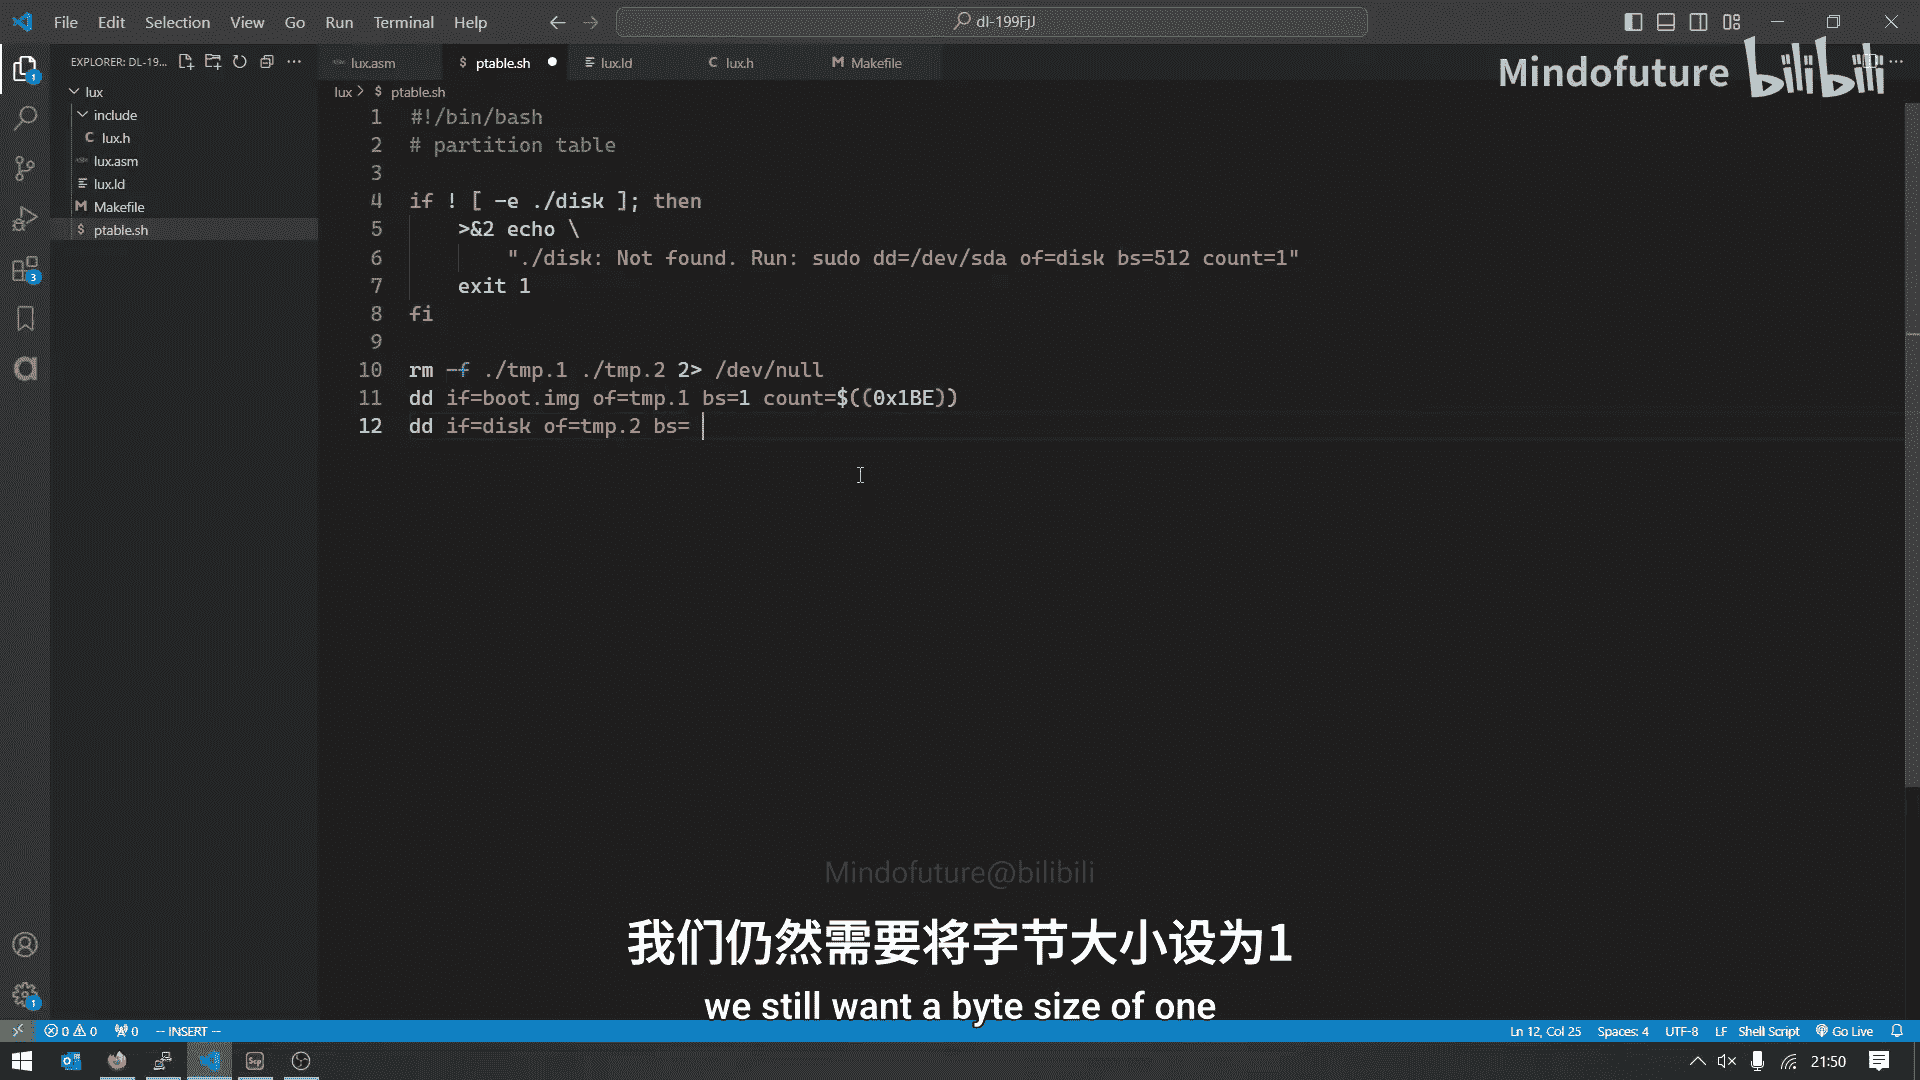 File Edit Selection View Go Run Terminal Help
dl-199FjJ
EXPLORER: DL-19...
lux.asm
ptable.sh
lux.ld
C lux.h
M Makefile
Mindofuture bilibili
lux
include
C lux.h
lux.asm
lux.ld
M Makefile
$ ptable.sh
lux > $ ptable.sh
1 #!/bin/bash
2 # partition table
3
4 if ! [ -e ./disk ]; then
5 >&2 echo \
6 "./disk: Not found. Run: sudo dd=/dev/sda of=disk bs=512 count=1"
7 exit 1
8 fi
9
10 rm -f ./tmp.1 ./tmp.2 2> /dev/null
11 dd if=boot.img of=tmp.1 bs=1 count=$((0x1BE))
12 dd if=disk of=tmp.2 bs=
Mindofuture@bilibili
我们仍然需要将字节大小设为1
we still want a byte size of one
0 0 0 -- INSERT --
Ln 12, Col 25 Spaces: 4 UTF-8 LF Shell Script Go Live
21:50